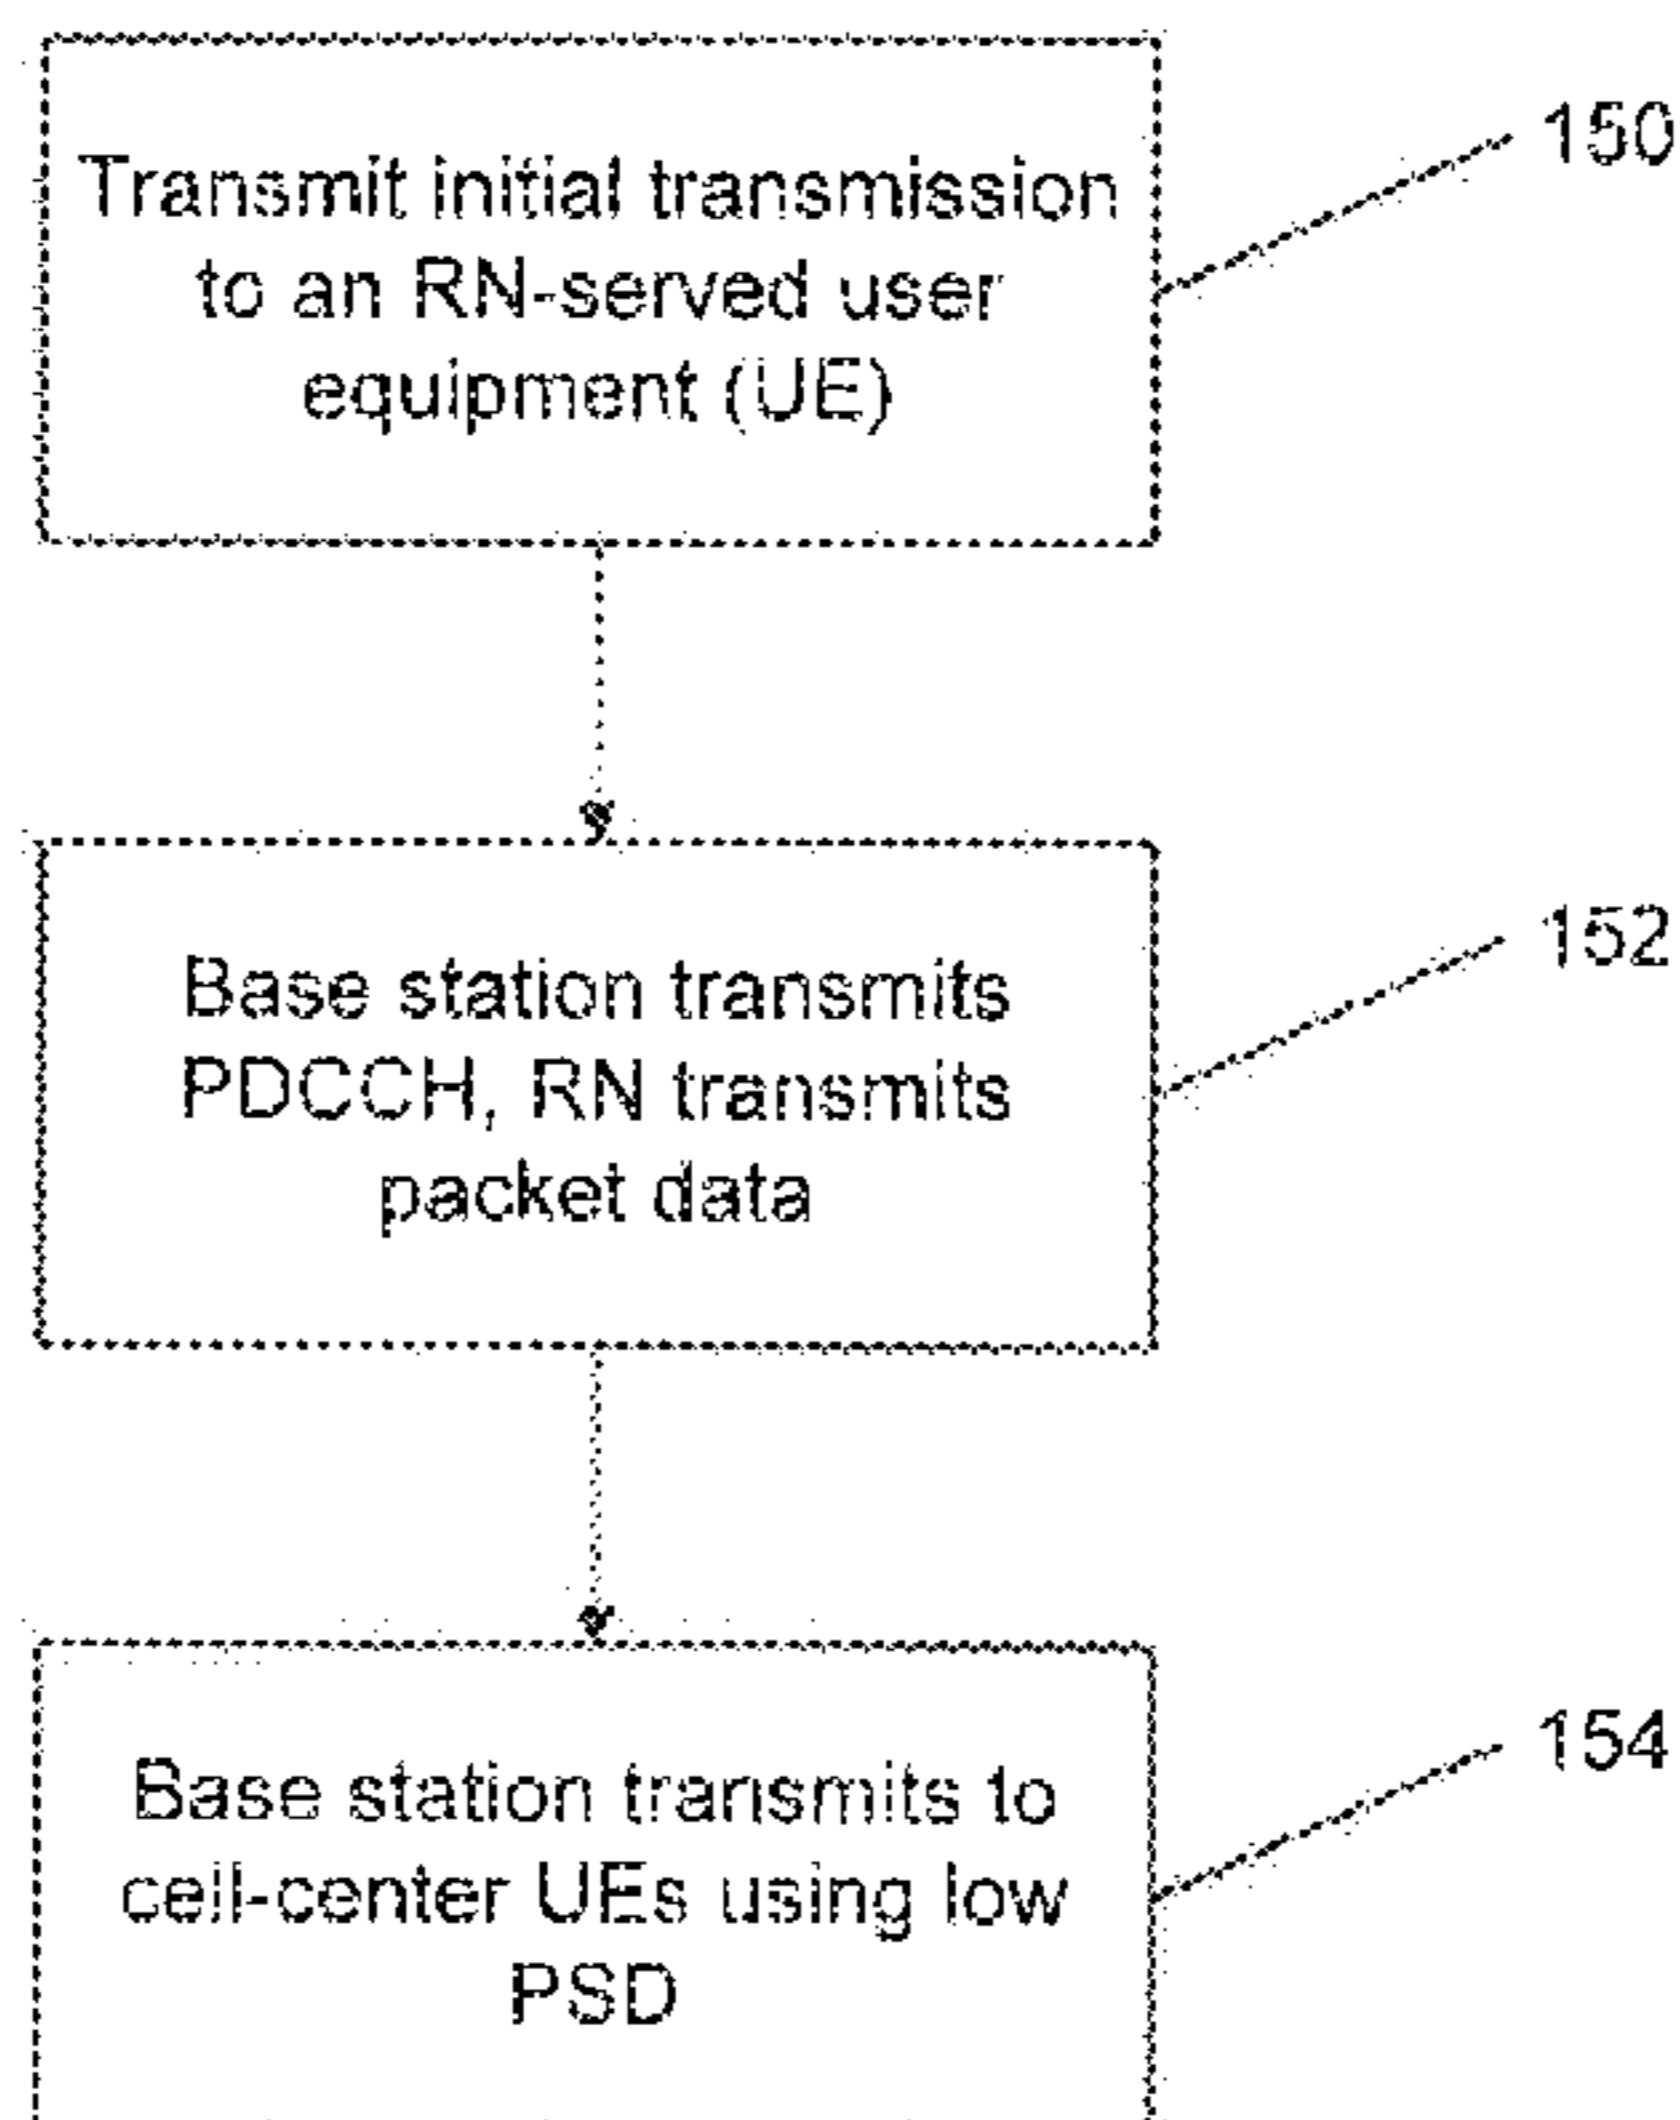 Transmit initial transmission
to an RN-served user
equipment (UE)
150
Base station transmits
PDCCH, RN transmits
packet data
152
Base station transmits to
cell-center UEs using low
PSD
154